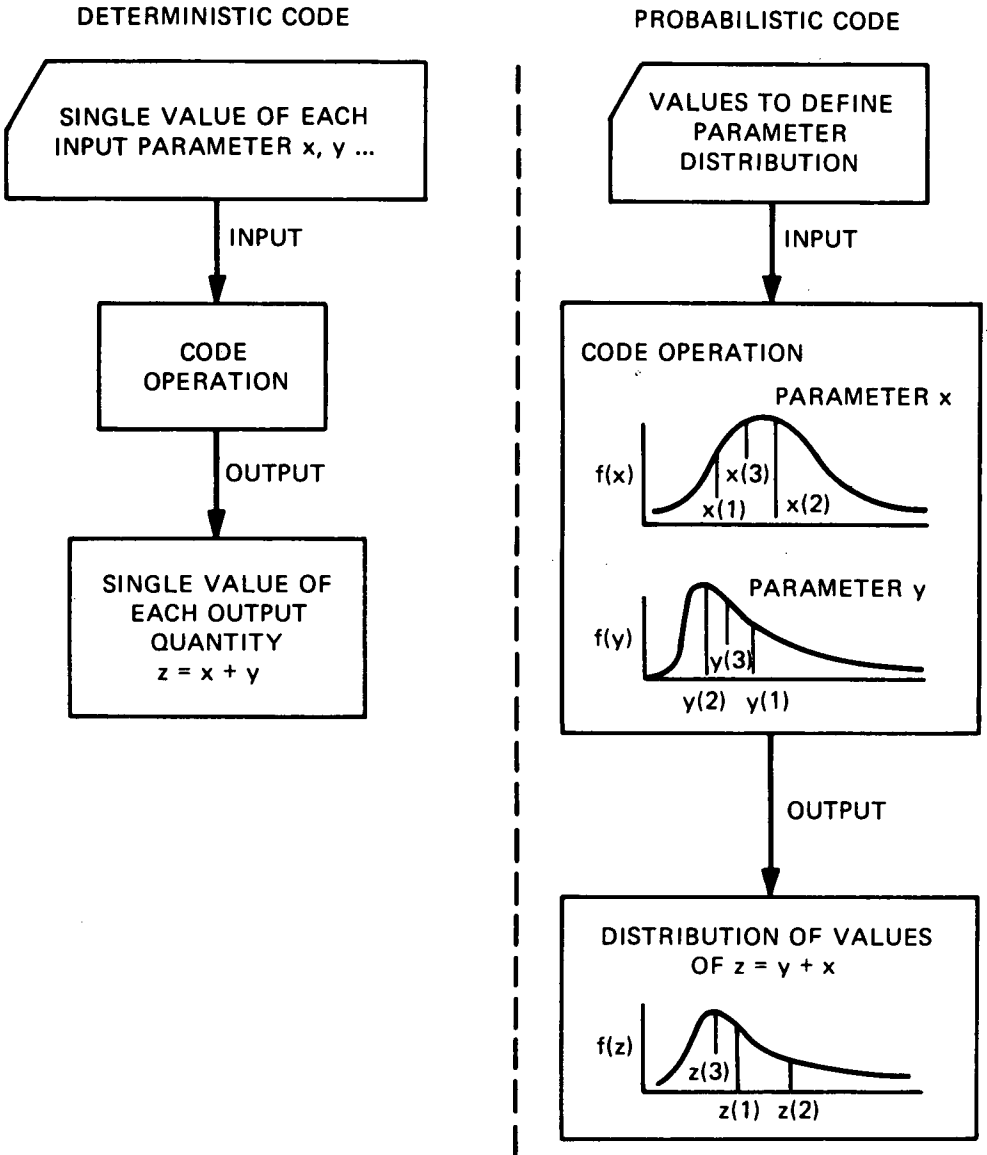 DETERMINISTIC CODE
SINGLE VALUE OF EACH
INPUT PARAMETER x, y ...
INPUT
CODE
OPERATION
OUTPUT
SINGLE VALUE OF
EACH OUTPUT
QUANTITY
z = x + y
PROBABILISTIC CODE
VALUES TO DEFINE
PARAMETER
DISTRIBUTION
INPUT
CODE OPERATION
PARAMETER x
f(x)
x(3)
x(1)
x(2)
PARAMETER y
f(y)
y(3)
y(2) y(1)
OUTPUT
DISTRIBUTION OF VALUES
OF z = y + x
f(z)
z(3)
z(1) z(2)